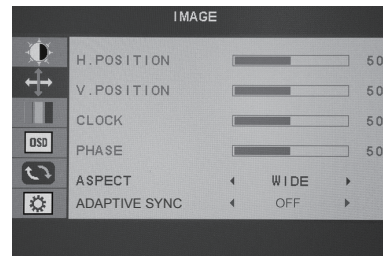 IMAGE
H.POSITION 50
V.POSITION 50
CLOCK 50
OSD
PHASE 50
ASPECT WIDE
ADAPTIVE SYNC OFF